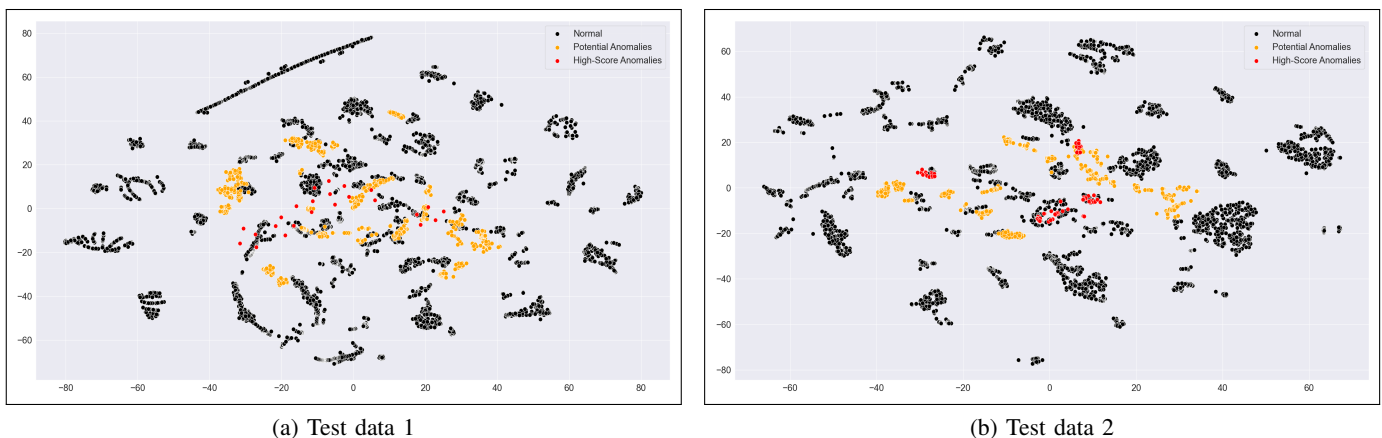 80
60
40
20
0
−20
−40
−60
−80 −60 −40 −20 0 20 40 60 80
Normal
Potential Anomalies
High-Score Anomalies
(a) Test data 1
60
40
20
0
−20
−40
−60
−80
−60 −40 −20 0 20 40 60
Normal
Potential Anomalies
High-Score Anomalies
(b) Test data 2